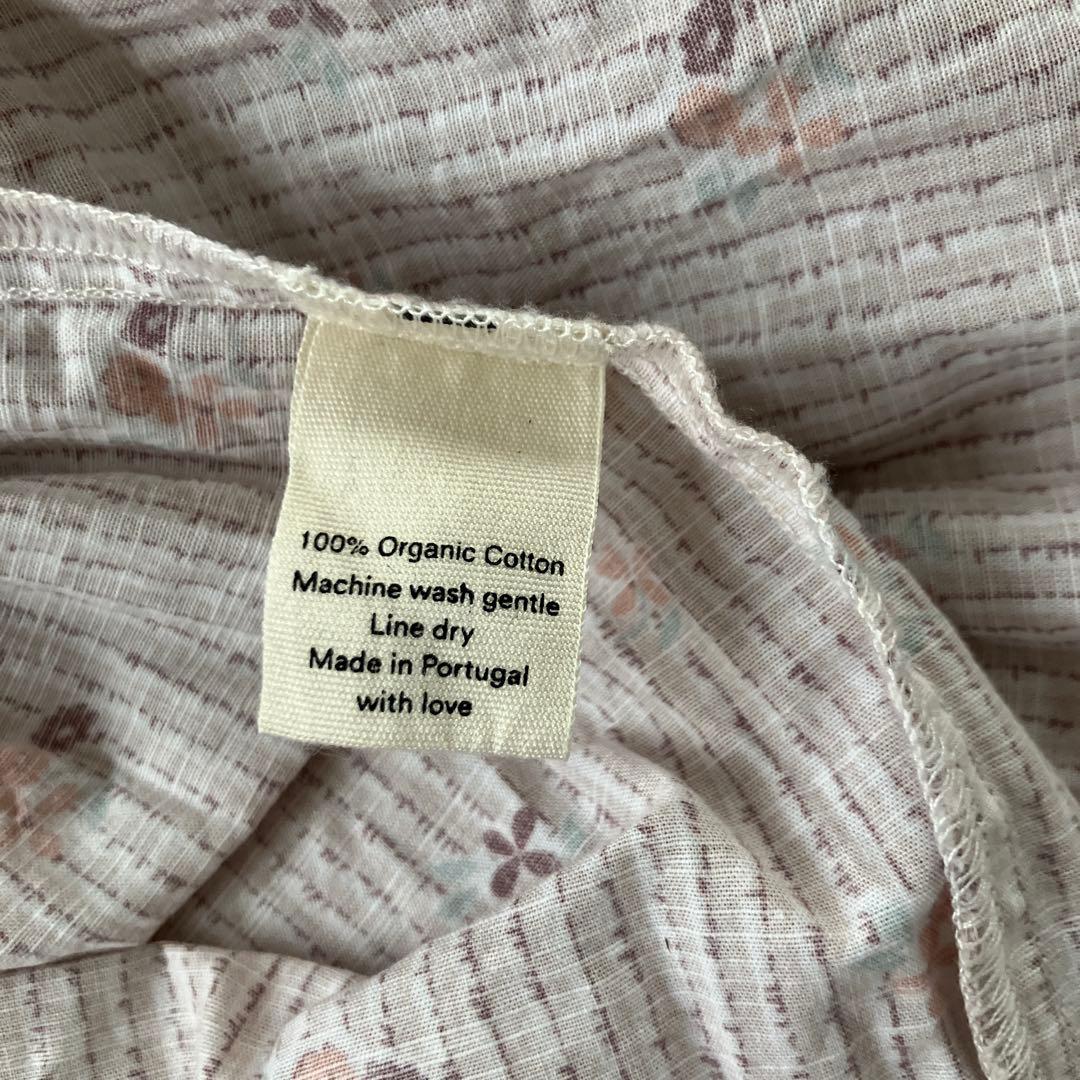 100% Organic Cotton
Machine wash gentle
Line dry
Made in Portugal
with love